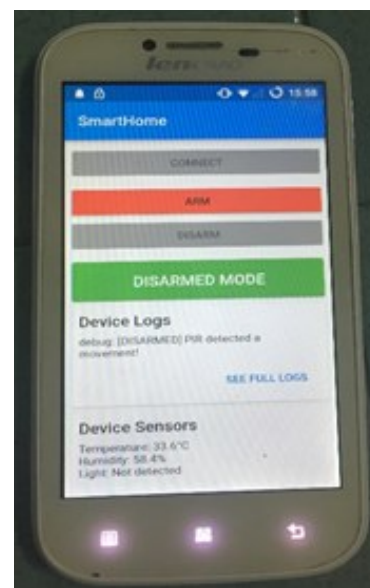 lenovo
15:58
SmartHome
CONNECT
ARM
DISARM
DISARMED MODE
Device Logs
debug: [DISARMED] PIR detected a
movement!
SEE FULL LOGS
Device Sensors
Temperature: 33.6°C
Humidity: 58.4%
Light: Not detected